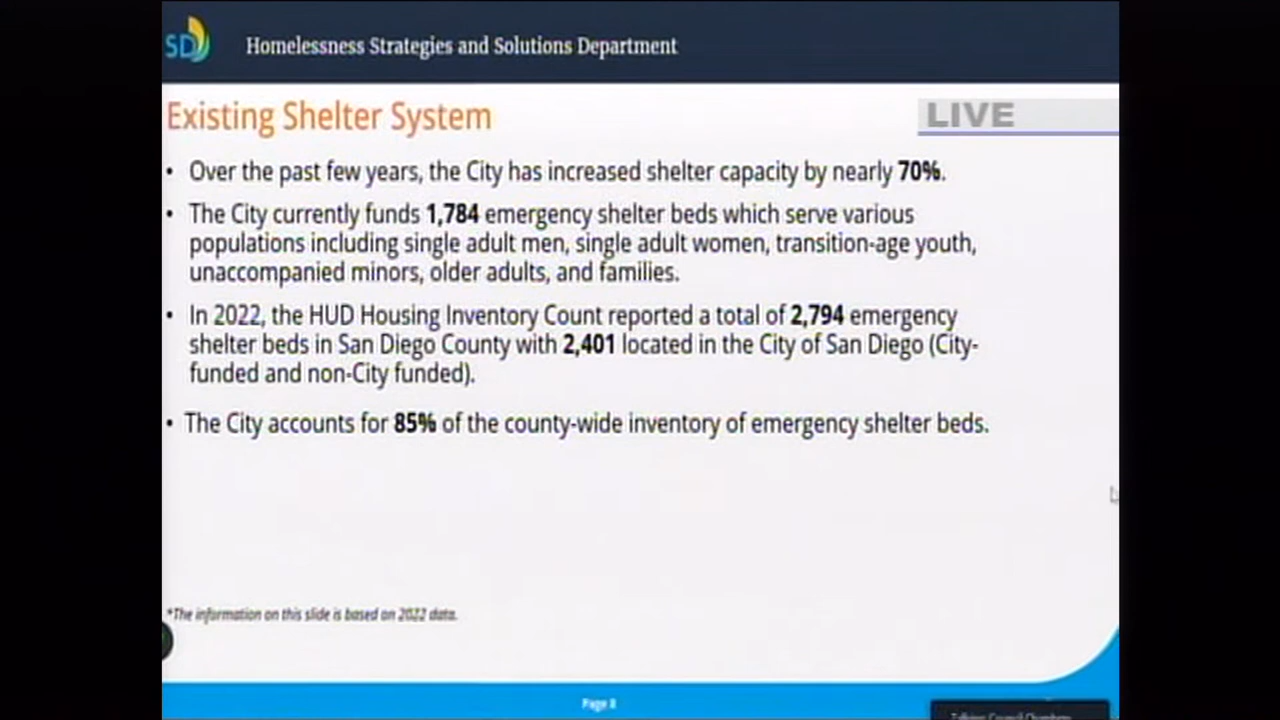 SD
Homelessness Strategies and Solutions Department
Existing Shelter System
LIVE
• Over the past few years, the City has increased shelter capacity by nearly 70%.
• The City currently funds 1,784 emergency shelter beds which serve various
populations including single adult men, single adult women, transition-age youth,
unaccompanied minors, older adults, and families.
• In 2022, the HUD Housing Inventory Count reported a total of 2,794 emergency
shelter beds in San Diego County with 2,401 located in the City of San Diego (City-
funded and non-City funded).
• The City accounts for 85% of the county-wide inventory of emergency shelter beds.
*The information on this slide is based on 2022 data.
Page 8